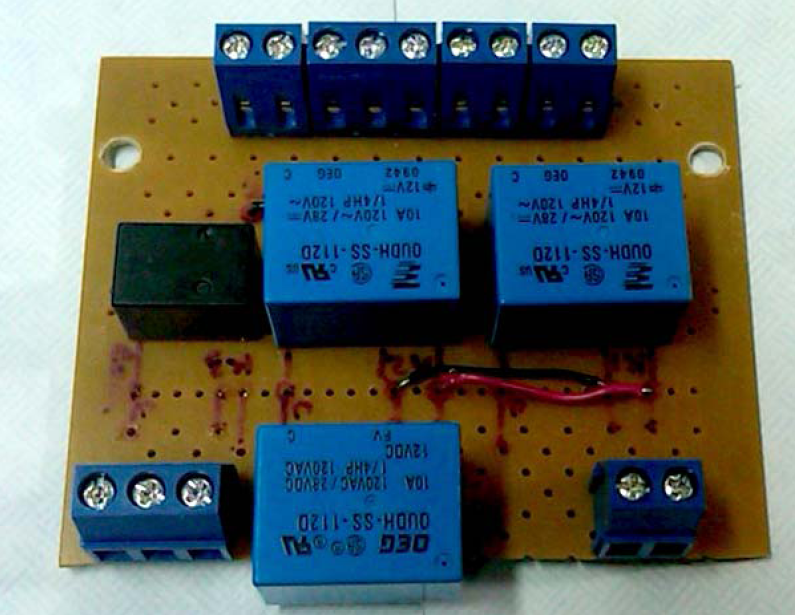 OUDH-SS-112D
10A 120V~/28V⎓
1/4HP 120V~
12V⎓
0942 OEG C
OUDH-SS-112D
10A 120V~/28V⎓
1/4HP 120V~
12V⎓
0942 OEG C
OEG
OUDH-SS-112D
10A 120VAC/28VDC
1/4HP 120VAC
12VDC
FV C